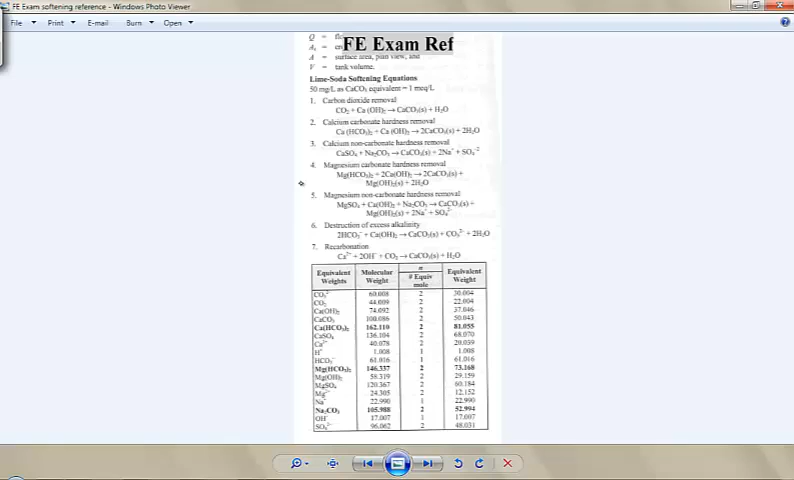 FE Exam softening reference - Windows Photo Viewer
File Print E-mail Burn Open
Q =
FE Exam Ref
A =
A = surface area, plan view, and
V = tank volume.
Lime-Soda Softening Equations
50 mg/L as CaCO₃ equivalent = 1 meq/L
1. Carbon dioxide removal
CO₂ + Ca (OH)₂ → CaCO₃(s) + H₂O
2. Calcium carbonate hardness removal
Ca (HCO₃)₂ + Ca (OH)₂ → 2CaCO₃(s) + 2H₂O
3. Calcium non-carbonate hardness removal
CaSO₄ + Na₂CO₃ → CaCO₃(s) + 2Na⁺ + SO₄⁻²
4. Magnesium carbonate hardness removal
Mg(HCO₃)₂ + 2Ca(OH)₂ → 2CaCO₃(s) +
Mg(OH)₂(s) + 2H₂O
5. Magnesium non-carbonate hardness removal
MgSO₄ + Ca(OH)₂ + Na₂CO₃ → CaCO₃(s) +
Mg(OH)₂(s) + 2Na⁺ + SO₄²⁻
6. Destruction of excess alkalinity
2HCO₃⁻ + Ca(OH)₂ → CaCO₃(s) + CO₃²⁻ + 2H₂O
7. Recarbonation
Ca²⁺ + 2OH⁻ + CO₂ → CaCO₃(s) + H₂O
Equivalent Weights Molecular Weight n # Equiv mole Equivalent Weight
CO₃²⁻ 60.008 2 30.004
CO₂ 44.009 2 22.004
Ca(OH)₂ 74.092 2 37.046
CaCO₃ 100.086 2 50.043
Ca(HCO₃)₂ 162.110 2 81.055
CaSO₄ 136.104 2 68.070
Ca²⁺ 40.078 2 20.039
H⁺ 1.008 1 1.008
HCO₃⁻ 61.016 1 61.016
Mg(HCO₃)₂ 146.337 2 73.168
Mg(OH)₂ 58.319 2 29.159
MgSO₄ 120.367 2 60.184
Mg²⁺ 24.305 2 12.152
Na⁺ 22.990 1 22.990
Na₂CO₃ 105.988 2 52.994
OH⁻ 17.007 1 17.007
SO₄²⁻ 96.062 2 48.031